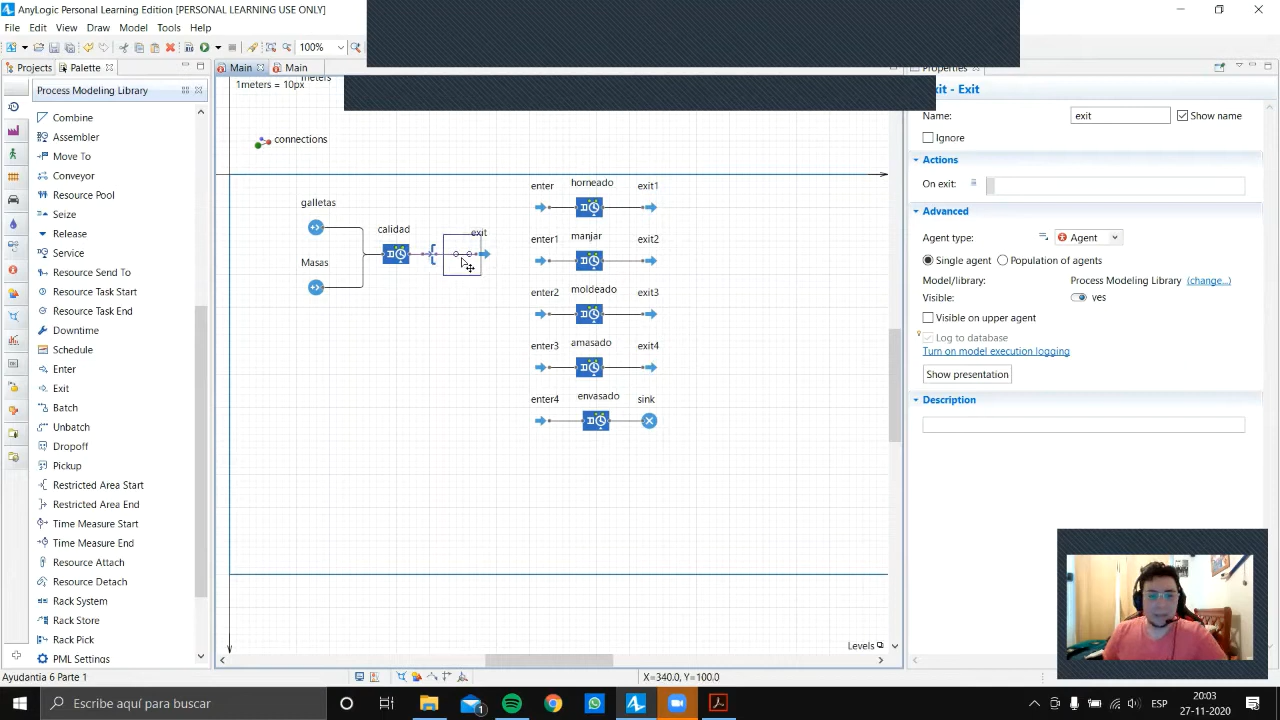 AnyLogic Personal Learning Edition [PERSONAL LEARNING USE ONLY]
File Edit View Draw Model Tools Help
100%
Projects Palette Main Main Properties
Process Modeling Library
Combine
Assembler
Move To
Conveyor
Resource Pool
Seize
Release
Service
Resource Send To
Resource Task Start
Resource Task End
Downtime
Schedule
Enter
Exit
Batch
Unbatch
Dropoff
Pickup
Restricted Area Start
Restricted Area End
Time Measure Start
Time Measure End
Resource Attach
Resource Detach
Rack System
Rack Store
Rack Pick
PML Settings
meters
1meters = 10px
connections
galletas
Masas
calidad
exit
enter horneado exit1
enter1 manjar exit2
enter2 moldeado exit3
enter3 amasado exit4
enter4 envasado sink
Levels
xit - Exit
Name: exit Show name
Ignore
Actions
On exit:
Advanced
Agent type: Agent
Single agent Population of agents
Model/library: Process Modeling Library (change...)
Visible: yes
Visible on upper agent
Log to database
Turn on model execution logging
Show presentation
Description
Ayudantia 6 Parte 1
X=340.0, Y=100.0
Escribe aquí para buscar
1
ESP
20:03
27-11-2020